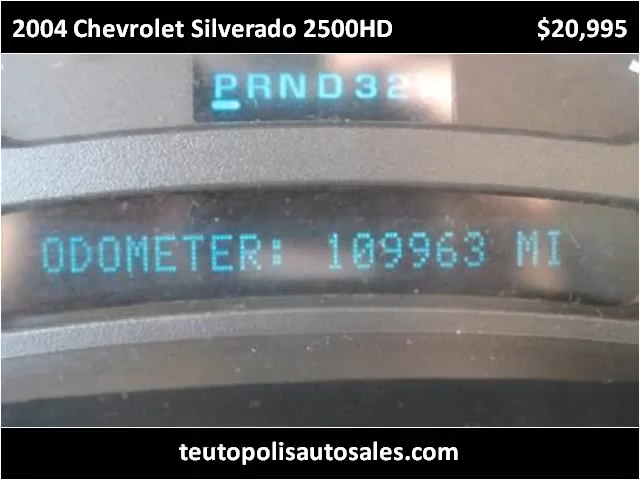 2004 Chevrolet Silverado 2500HD $20,995
PRND32
ODOMETER: 109963 MI
teutopolisautosales.com